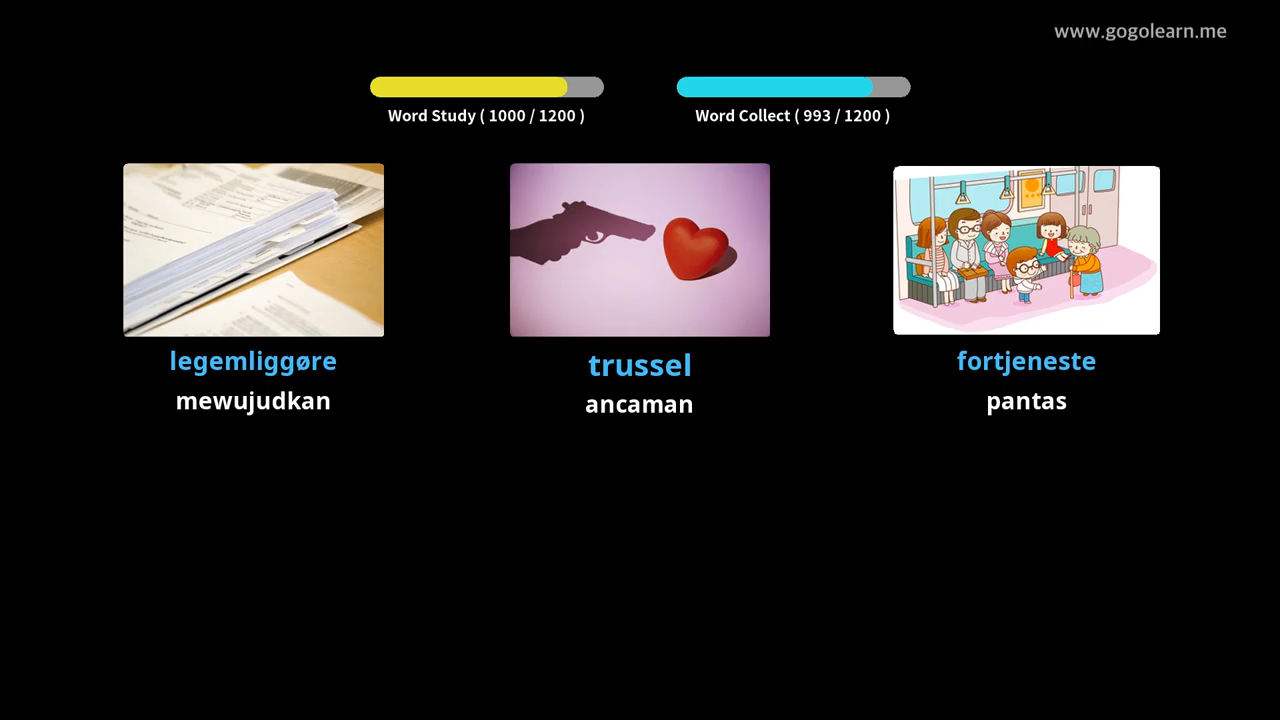 www.gogolearn.me
Word Study ( 1000 / 1200 )
Word Collect ( 993 / 1200 )
legemliggøre
trussel
fortjeneste
mewujudkan
ancaman
pantas